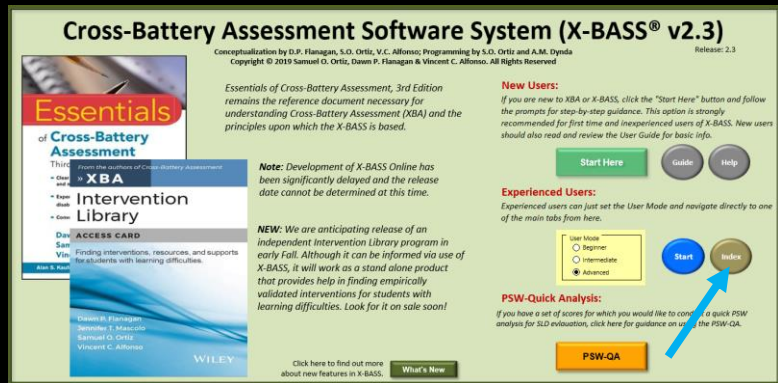 Cross-Battery Assessment Software System (X-BASS® v2.3)
Conceptualization by D.P. Flanagan, S.O. Ortiz, V.C. Alfonso; Programming by S.O. Ortiz and A.M. Dynda
Copyright © 2019 Samuel O. Ortiz, Dawn P. Flanagan & Vincent C. Alfonso. All Rights Reserved
Release: 2.3
Essentials
of Cross-Battery
Assessment
From the authors of Cross-Battery Assessment
» XBA
Intervention
Library
ACCESS CARD
Finding interventions, resources, and supports
for students with learning difficulties.
Dawn P. Flanagan
Jennifer T. Mascolo
Samuel O. Ortiz
Vincent C. Alfonso
WILEY
Essentials of Cross-Battery Assessment, 3rd Edition
remains the reference document necessary for
understanding Cross-Battery Assessment (XBA) and the
principles upon which the X-BASS is based.
Note: Development of X-BASS Online has
been significantly delayed and the release
date cannot be determined at this time.
NEW: We are anticipating release of an
independent Intervention Library program in
early Fall. Although it can be informed via use of
X-BASS, it will work as a stand alone product
that provides help in finding empirically
validated interventions for students with
learning difficulties. Look for it on sale soon!
Click here to find out more
about new features in X-BASS.
What's New
New Users:
If you are new to XBA or X-BASS, click the "Start Here" button and follow
the prompts for step-by-step guidance. This option is strongly
recommended for first time and inexperienced users of X-BASS. New users
should also read and review the User Guide for basic info.
Start Here
Guide
Help
Experienced Users:
Experienced users can just set the User Mode and navigate directly to one
of the main tabs from here.
User Mode
Beginner
Intermediate
Advanced
Start
Index
PSW-Quick Analysis:
If you have a set of scores for which you would like to conduct a quick PSW
analysis for SLD evlauation, click here for guidance on using the PSW-QA.
PSW-QA